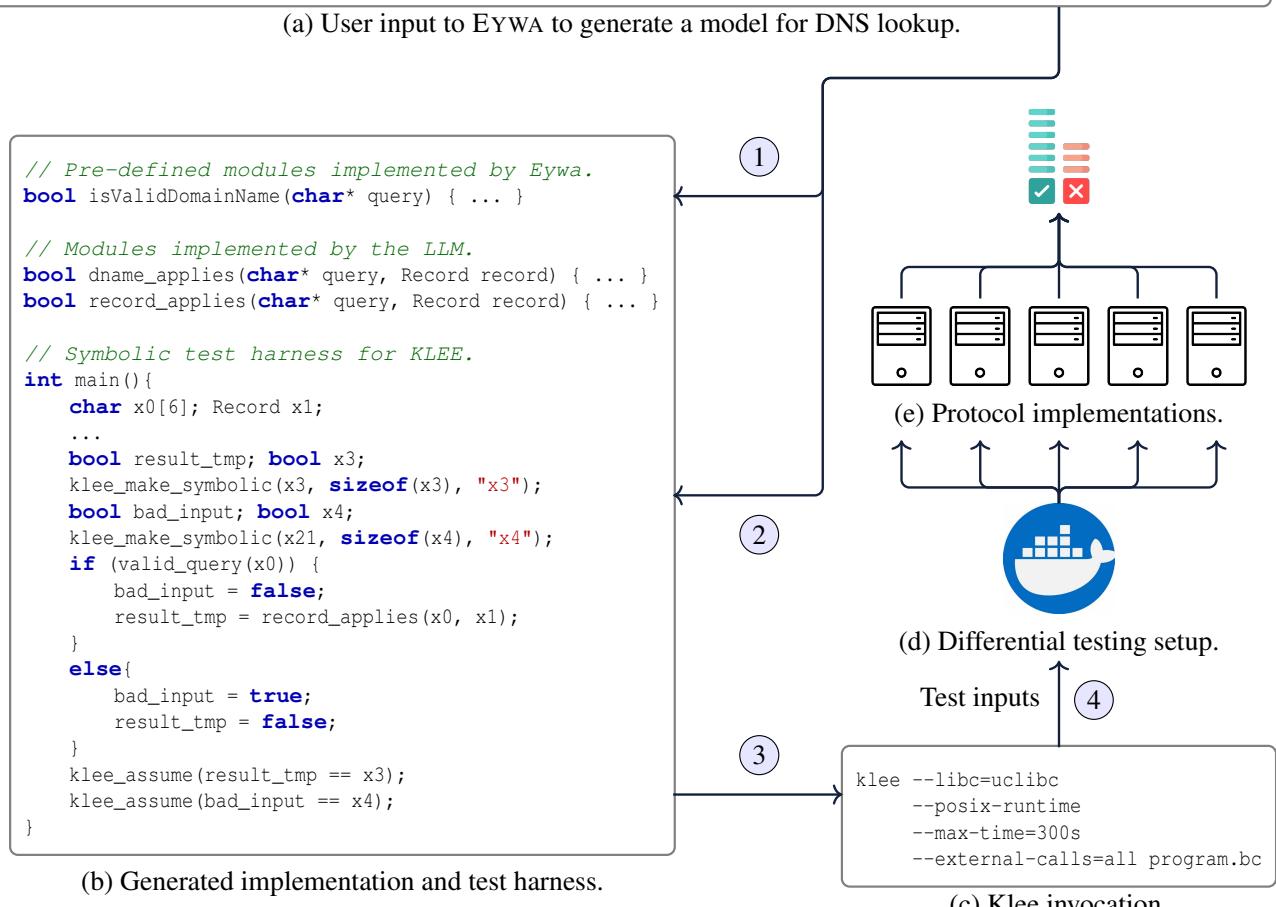 (a) User input to EYWA to generate a model for DNS lookup.
1
// Pre-defined modules implemented by Eywa.
bool isValidDomainName(char* query) { ... }
// Modules implemented by the LLM.
bool dname_applies(char* query, Record record) { ... }
bool record_applies(char* query, Record record) { ... }
// Symbolic test harness for KLEE.
int main(){
char x0[6]; Record x1;
...
bool result_tmp; bool x3;
klee_make_symbolic(x3, sizeof(x3), "x3");
bool bad_input; bool x4;
klee_make_symbolic(x21, sizeof(x4), "x4");
if (valid_query(x0)) {
bad_input = false;
result_tmp = record_applies(x0, x1);
}
else{
bad_input = true;
result_tmp = false;
}
klee_assume(result_tmp == x3);
klee_assume(bad_input == x4);
}
(b) Generated implementation and test harness.
2
3
(e) Protocol implementations.
(d) Differential testing setup.
Test inputs
4
klee --libc=uclibc
--posix-runtime
--max-time=300s
--external-calls=all program.bc
(c) Klee invocation